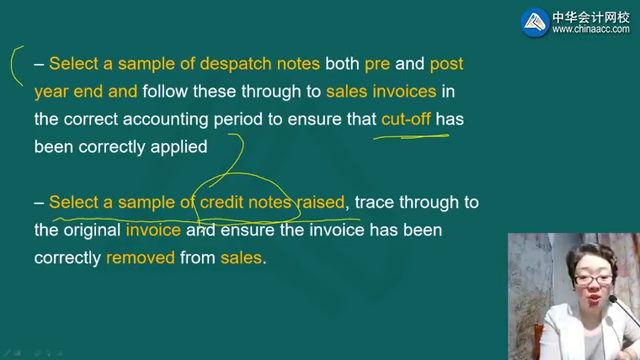 中华会计网校
www.chinaacc.com
– Select a sample of despatch notes both pre and post
year end and follow these through to sales invoices in
the correct accounting period to ensure that cut-off has
been correctly applied
– Select a sample of credit notes raised, trace through to
the original invoice and ensure the invoice has been
correctly removed from sales.